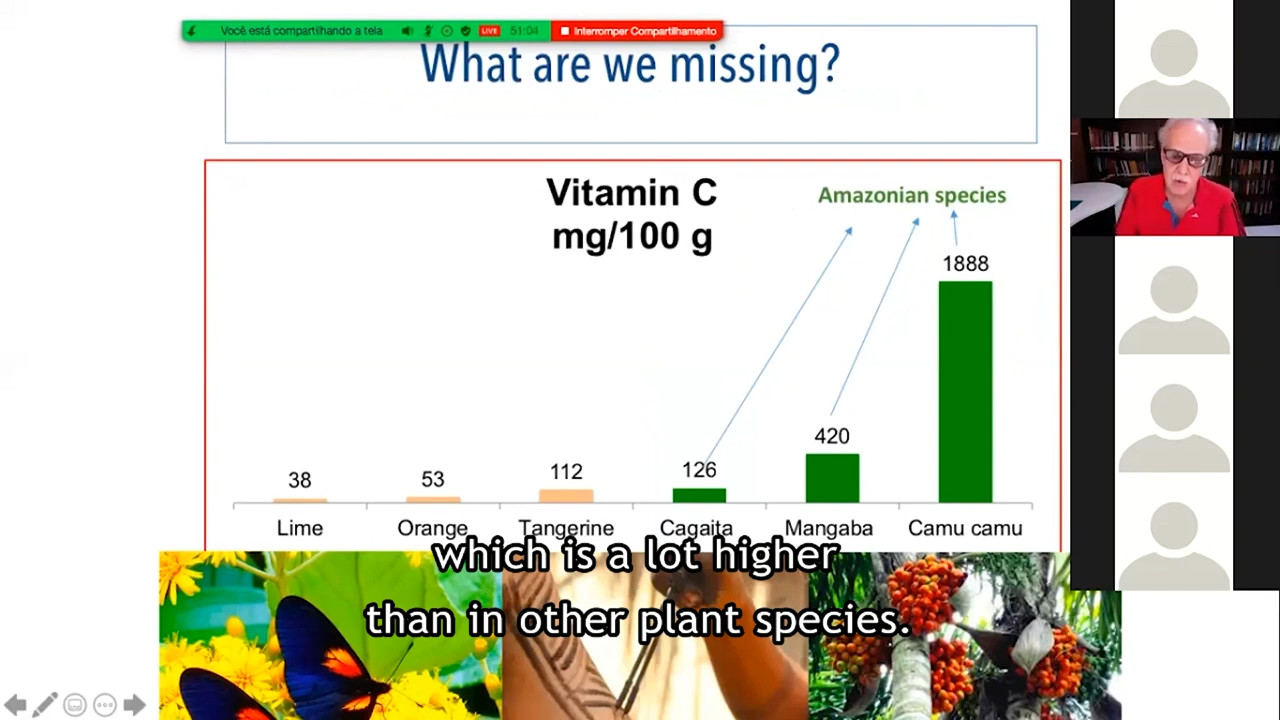 Você está compartilhando a tela LIVE 51:04 Interromper Compartilhamento
What are we missing?
Vitamin C
mg/100 g
Amazonian species
1888
420
126
112
53
38
Lime Orange Tangerine Cagaita Mangaba Camu camu
which is a lot higher
than in other plant species.